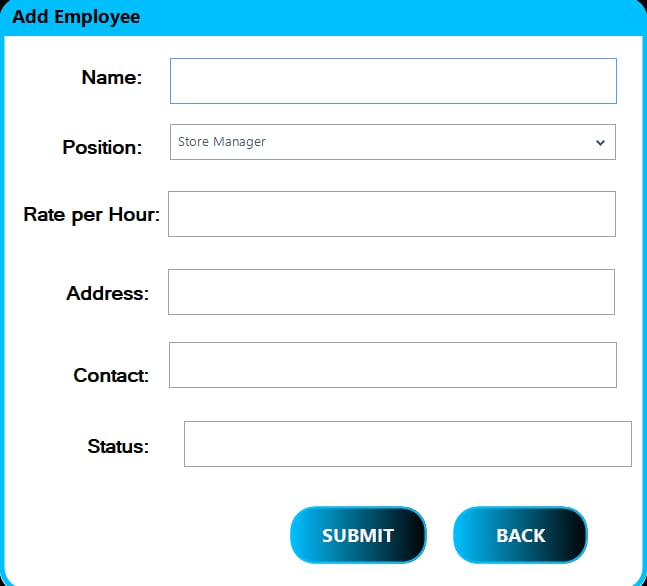 Add Employee
Name:
Position: Store Manager
Rate per Hour:
Address:
Contact:
Status:
SUBMIT BACK